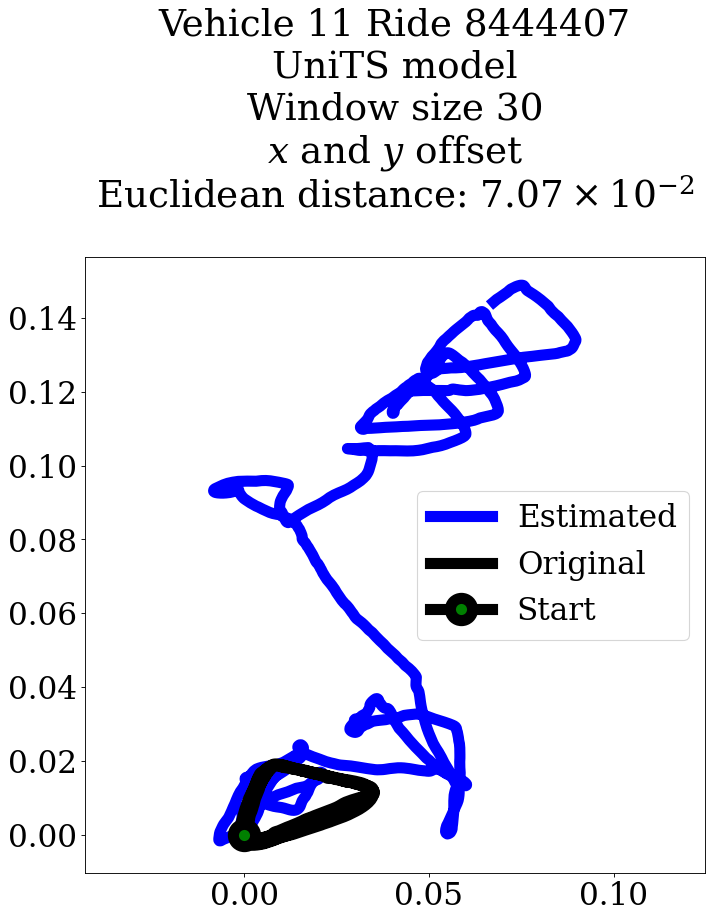 Vehicle 11 Ride 8444407
UniTS model
Window size 30
x and y offset
Euclidean distance: 7.07 × 10⁻²
0.14
0.12
0.10
0.08
0.06
0.04
0.02
0.00
Estimated
Original
Start
0.00 0.05 0.10